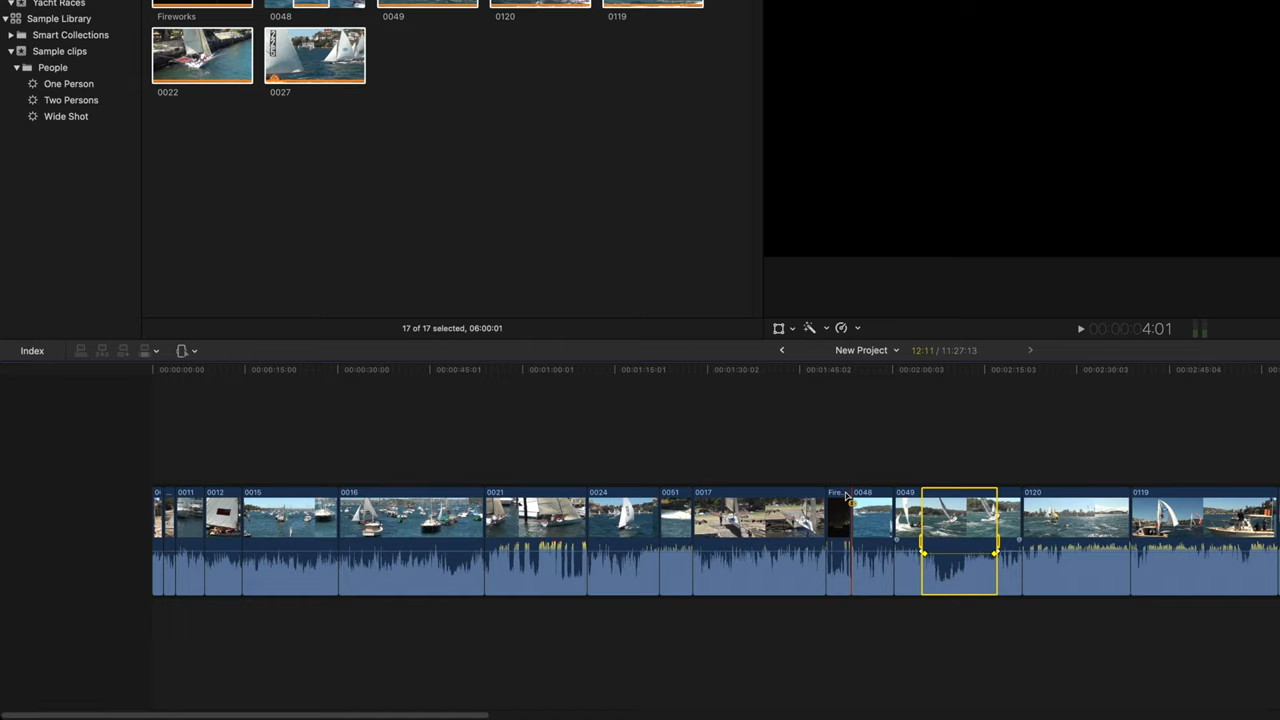 Yacht Races
Sample Library
Smart Collections
Sample clips
People
One Person
Two Persons
Wide Shot
Fireworks
0048
0049
0120
0119
0022
0027
17 of 17 selected, 06:00:01
00:00:00:04:01
Index
New Project
12:11 / 11:27:13
00:00:00:00
00:00:15:00
00:00:30:00
00:00:45:01
00:01:00:01
00:01:15:01
00:01:30:02
00:01:45:02
00:02:00:03
00:02:15:03
00:02:30:03
00:02:45:04
0011
0012
0015
0016
0021
0024
0051
0017
Fire...
0048
0049
0120
0119